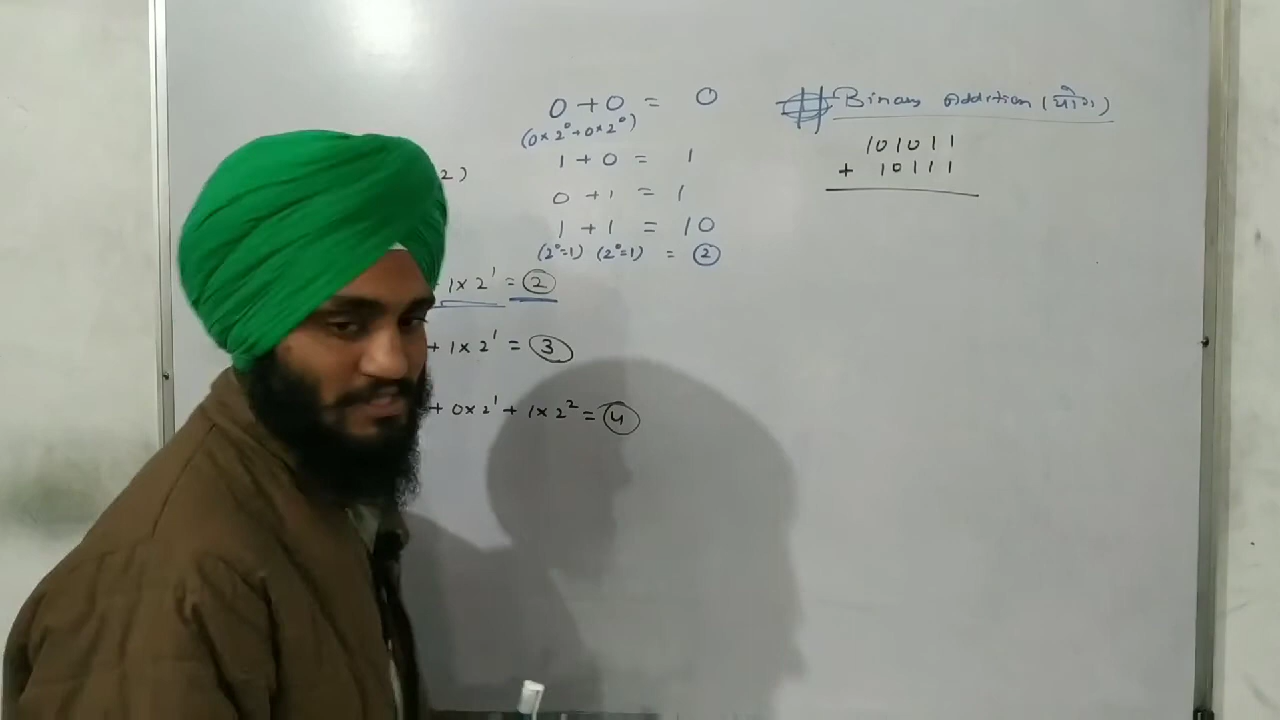 2)
1 x 2¹ = 2
+ 1 x 2¹ = 3
+ 0 x 2¹ + 1 x 2² = 4
0 + 0 = 0
(0 x 2⁰ + 0 x 2⁰)
1 + 0 = 1
0 + 1 = 1
1 + 1 = 10
(2⁰=1) (2⁰=1) = 2
# Binary Addition (योग)
101011
+ 10111